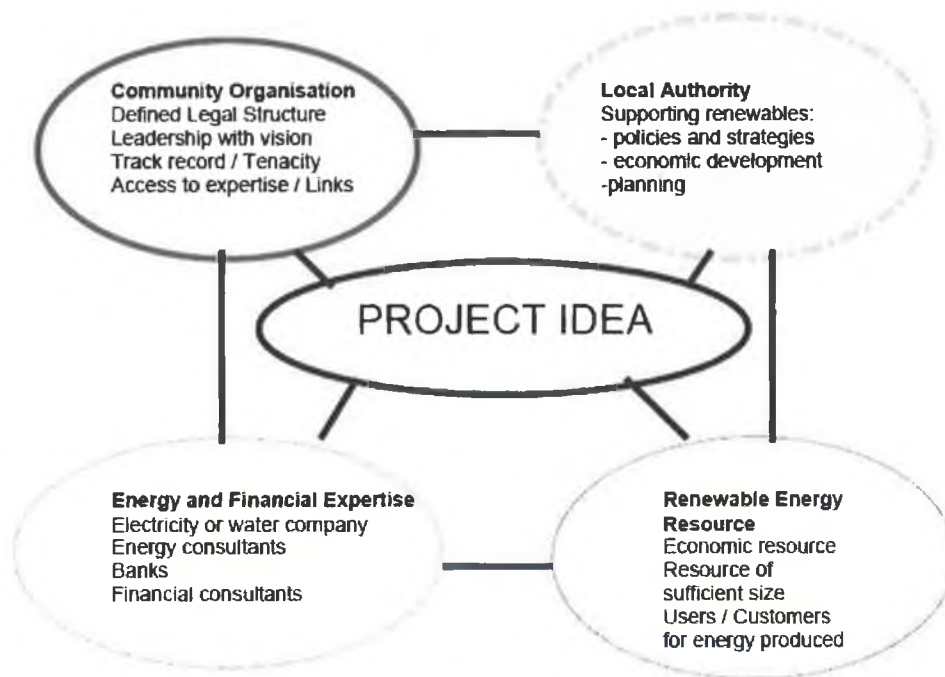 Community Organisation
Defined Legal Structure
Leadership with vision
Track record / Tenacity
Access to expertise / Links
Local Authority
Supporting renewables:
- policies and strategies
- economic development
-planning
PROJECT IDEA
Energy and Financial Expertise
Electricity or water company
Energy consultants
Banks
Financial consultants
Renewable Energy
Resource
Economic resource
Resource of
sufficient size
Users / Customers
for energy produced